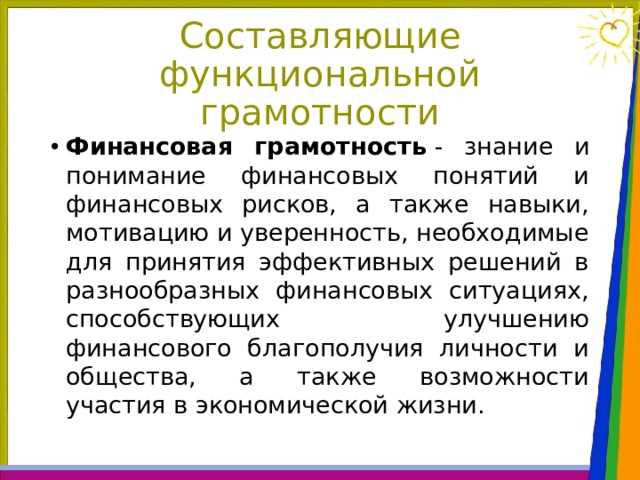 Составляющие
функциональной
грамотности
• Финансовая грамотность - знание и
понимание финансовых понятий и
финансовых рисков, а также навыки,
мотивацию и уверенность, необходимые
для принятия эффективных решений в
разнообразных финансовых ситуациях,
способствующих улучшению
финансового благополучия личности и
общества, а также возможности
участия в экономической жизни.